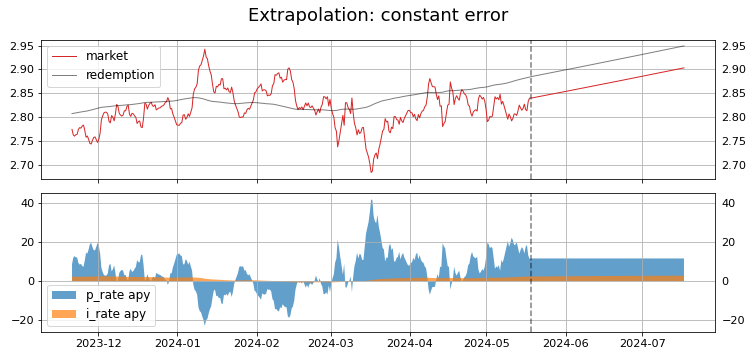 Extrapolation: constant error
2.95 2.95
2.90 2.90
2.85 2.85
2.80 2.80
2.75 2.75
2.70 2.70
market
redemption
40 40
20 20
0 0
−20 −20
p_rate apy
i_rate apy
2023-12 2024-01 2024-02 2024-03 2024-04 2024-05 2024-06 2024-07